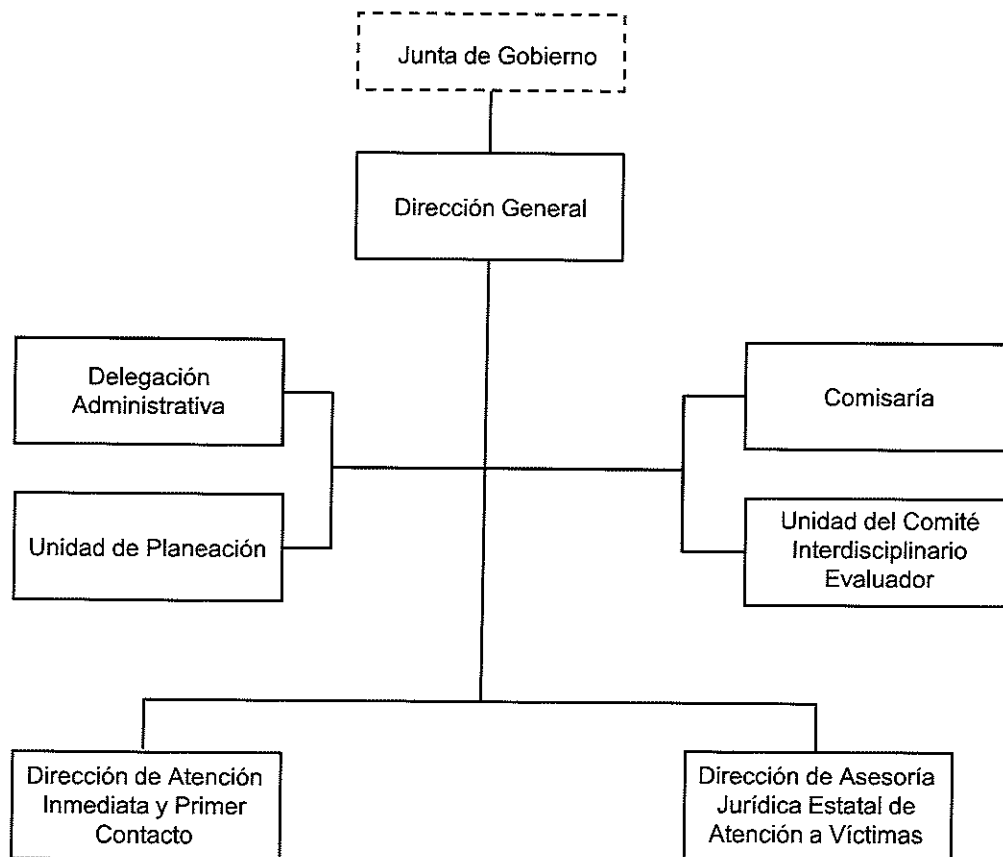 Junta de Gobierno
Dirección General
Delegación
Administrativa
Comisaría
Unidad de Planeación
Unidad del Comité
Interdisciplinario
Evaluador
Dirección de Atención
Inmediata y Primer
Contacto
Dirección de Asesoría
Jurídica Estatal de
Atención a Víctimas